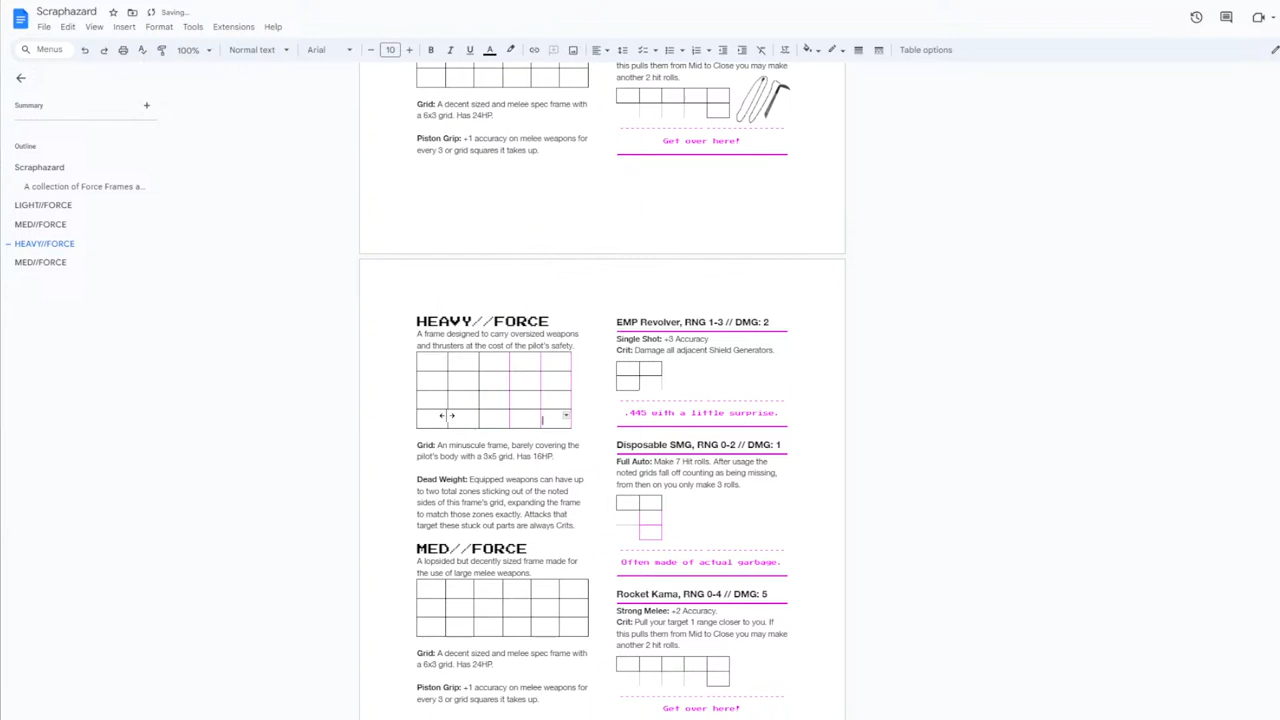 Scraphazard
Saving...
File Edit View Insert Format Tools Extensions Help
Menus 100% Normal text Arial 10 Table options
Summary
Outline
Scraphazard
A collection of Force Frames a...
LIGHT//FORCE
MED//FORCE
HEAVY//FORCE
MED//FORCE
Grid: A decent sized and melee spec frame with
a 6x3 grid. Has 24HP.
Piston Grip: +1 accuracy on melee weapons for
every 3 or grid squares it takes up.
this pulls them from Mid to Close you may make
another 2 hit rolls.
Get over here!
HEAVY//FORCE
A frame designed to carry oversized weapons
and thrusters at the cost of the pilot's safety.
Grid: An minuscule frame, barely covering the
pilot's body with a 3x5 grid. Has 16HP.
Dead Weight: Equipped weapons can have up
to two total zones sticking out of the noted
sides of this frame's grid, expanding the frame
to match those zones exactly. Attacks that
target these stuck out parts are always Crits.
MED//FORCE
A lopsided but decently sized frame made for
the use of large melee weapons.
Grid: A decent sized and melee spec frame with
a 6x3 grid. Has 24HP.
Piston Grip: +1 accuracy on melee weapons for
every 3 or grid squares it takes up.
EMP Revolver, RNG 1-3 // DMG: 2
Single Shot: +3 Accuracy
Crit: Damage all adjacent Shield Generators.
.445 with a little surprise.
Disposable SMG, RNG 0-2 // DMG: 1
Full Auto: Make 7 Hit rolls. After usage the
noted grids fall off counting as being missing,
from then on you only make 3 rolls.
Often made of actual garbage.
Rocket Kama, RNG 0-4 // DMG: 5
Strong Melee: +2 Accuracy.
Crit: Pull your target 1 range closer to you. If
this pulls them from Mid to Close you may make
another 2 hit rolls.
Get over here!